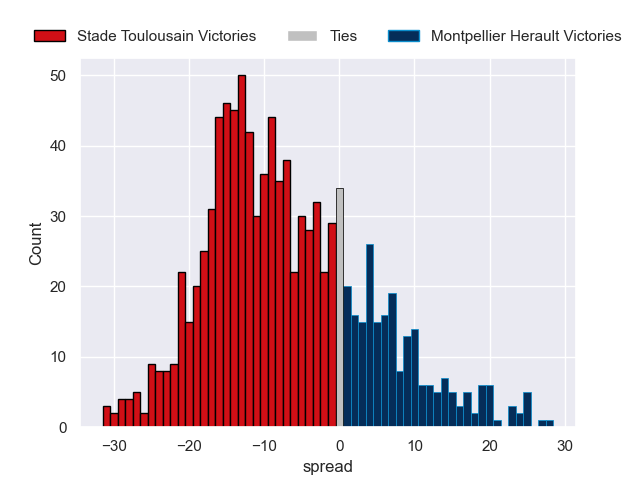 Stade Toulousain Victories Ties Montpellier Herault Victories
50
40
30
20
10
0
−30 −20 −10 0 10 20 30
Count
spread